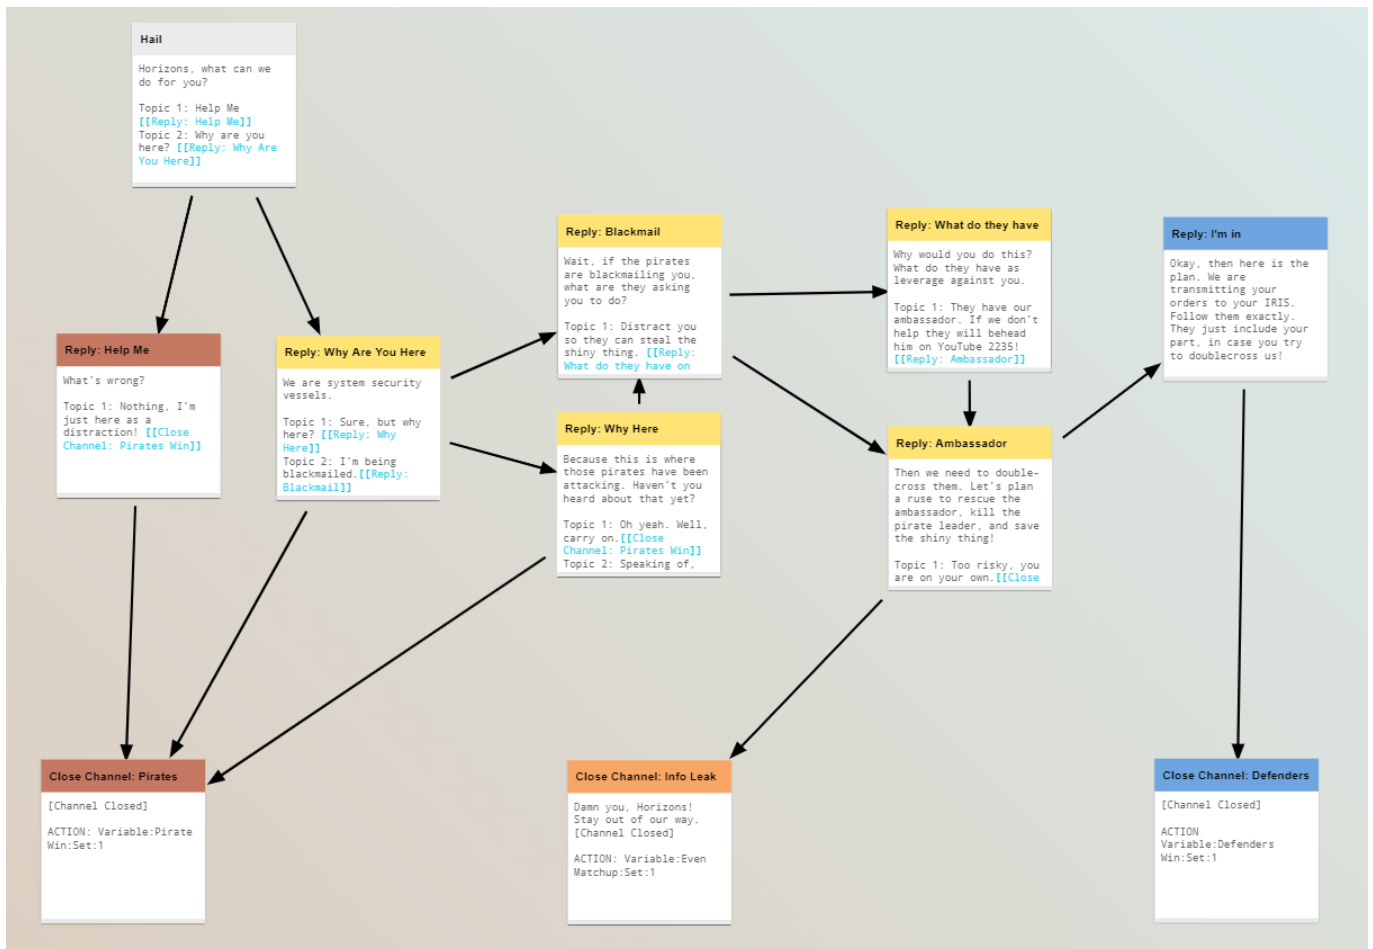 Hail
Horizons, what can we
do for you?
Topic 1: Help Me
[[Reply: Help Me]]
Topic 2: Why are you
here? [[Reply: Why Are
You Here]]
Reply: Help Me
What's wrong?
Topic 1: Nothing, I'm
just here as a
distraction! [[Close
Channel: Pirates Win]]
Reply: Why Are You Here
We are system security
vessels.
Topic 1: Sure, but why
here? [[Reply: Why
Here]]
Topic 2: I'm being
blackmailed.[[Reply:
Blackmail]]
Reply: Blackmail
Wait, if the pirates
are blackmailing you,
what are they asking
you to do?
Topic 1: Distract you
so they can steal the
shiny thing. [[Reply:
What do they have on
Reply: Why Here
Because this is where
those pirates have been
attacking. Haven't you
heard about that yet?
Topic 1: Oh yeah. Well,
carry on.[[Close
Channel: Pirates Win]]
Topic 2: Speaking of,
Reply: What do they have
Why would you do this?
What do they have as
leverage against you.
Topic 1: They have our
ambassador. If we don't
help they will behead
him on YouTube 2235!
[[Reply: Ambassador]]
Reply: Ambassador
Then we need to double-
cross them. Let's plan
a ruse to rescue the
ambassador, kill the
pirate leader, and save
the shiny thing!
Topic 1: Too risky, you
are on your own.[[Close
Reply: I'm in
Okay, then here is the
plan. We are
transmitting your
orders to your IRIS.
Follow them exactly.
They just include your
part, in case you try
to doublecross us!
Close Channel: Pirates
[Channel Closed]
ACTION: Variable:Pirate
Win:Set:1
Close Channel: Info Leak
Damn you, Horizons!
Stay out of our way.
[Channel Closed]
ACTION: Variable:Even
Matchup:Set:1
Close Channel: Defenders
[Channel Closed]
ACTION
Variable:Defenders
Win:Set:1